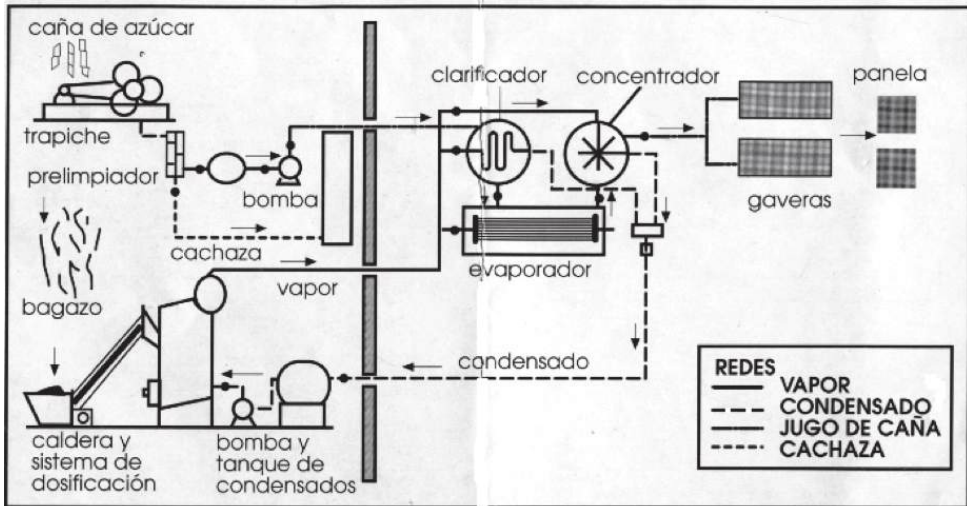 caña de azúcar
trapiche
prelimpiador
bomba
cachaza
bagazo
vapor
caldera y
sistema de
dosificación
bomba y
tanque de
condensados
clarificador
concentrador
evaporador
condensado
gaveras
panela
REDES
VAPOR
CONDENSADO
JUGO DE CAÑA
CACHAZA